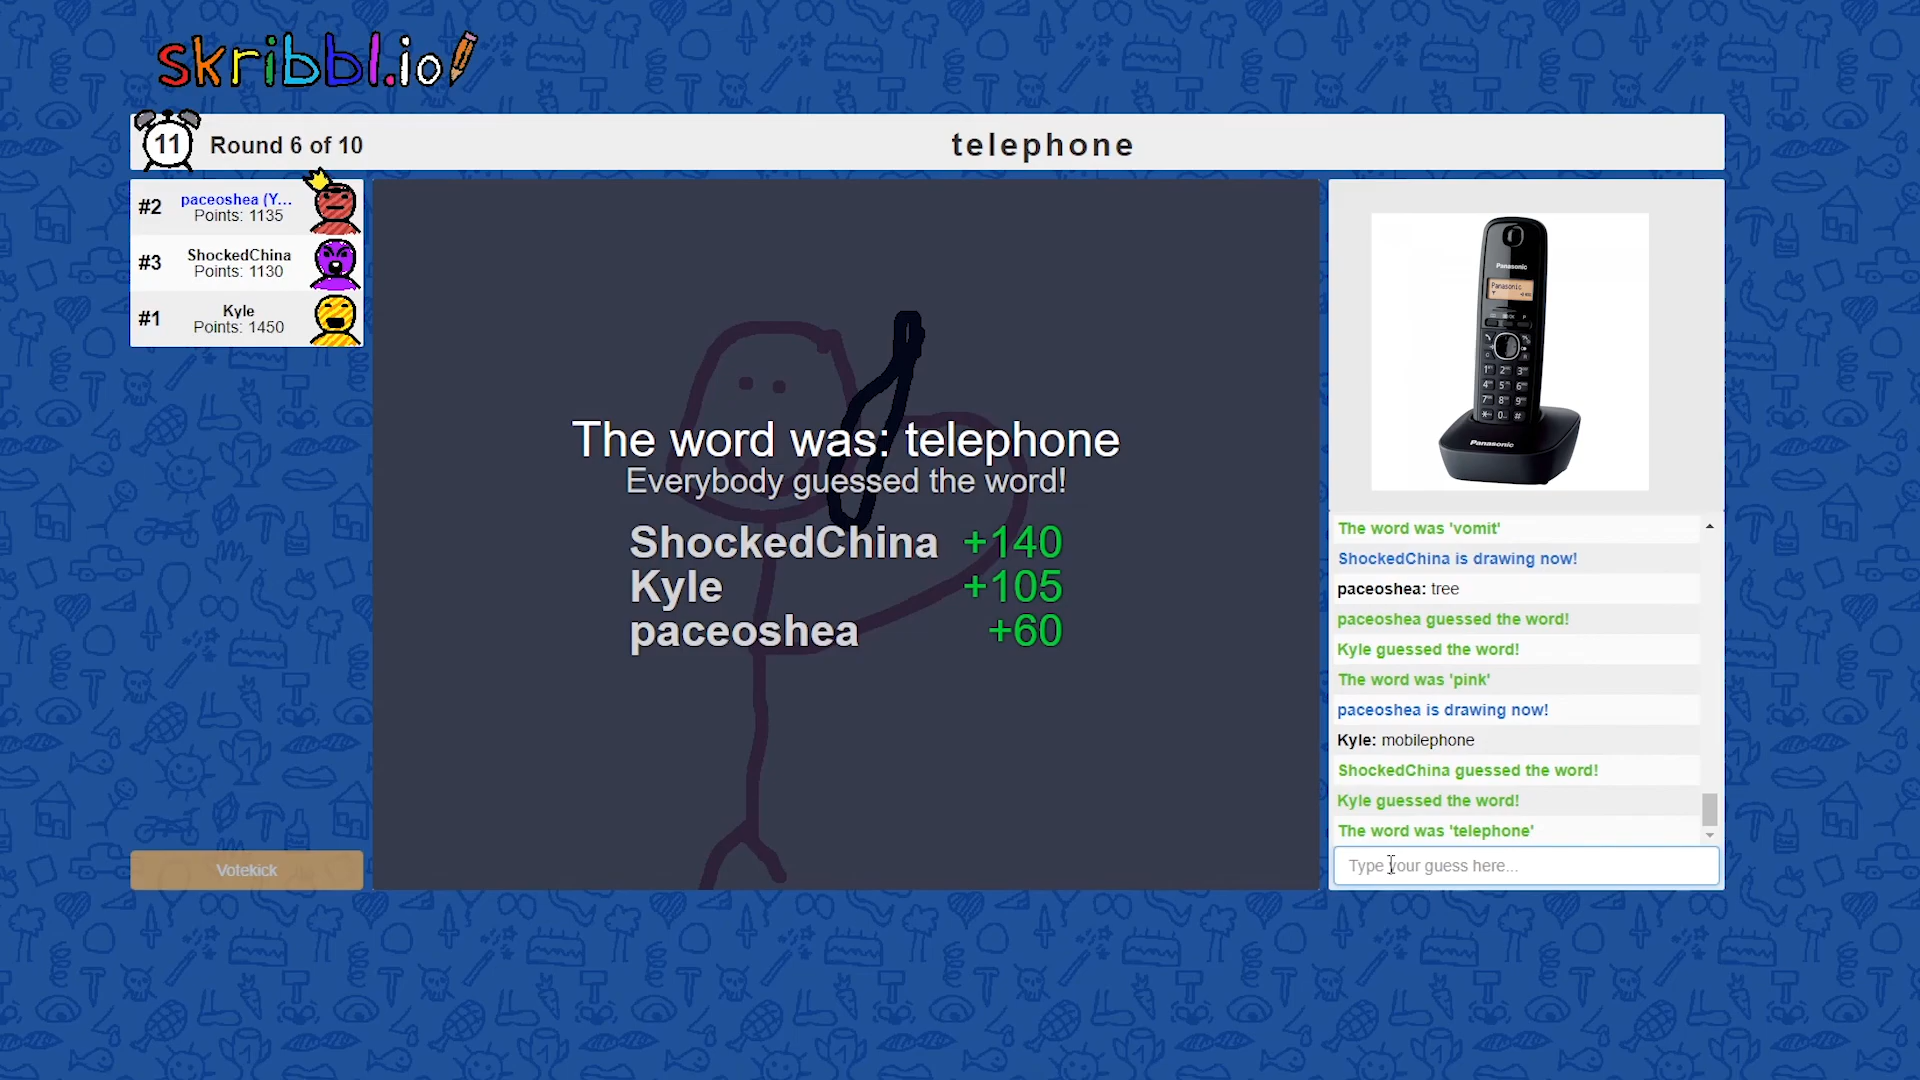 skribbl.io
11
Round 6 of 10
telephone
#2
paceoshea (Y...
Points: 1135
#3
ShockedChina
Points: 1130
#1
Kyle
Points: 1450
Votekick
The word was: telephone
Everybody guessed the word!
ShockedChina +140
Kyle +105
paceoshea +60
Panasonic
Panasonic
Panasonic
The word was 'vomit'
ShockedChina is drawing now!
paceoshea: tree
paceoshea guessed the word!
Kyle guessed the word!
The word was 'pink'
paceoshea is drawing now!
Kyle: mobilephone
ShockedChina guessed the word!
Kyle guessed the word!
The word was 'telephone'
Type your guess here...